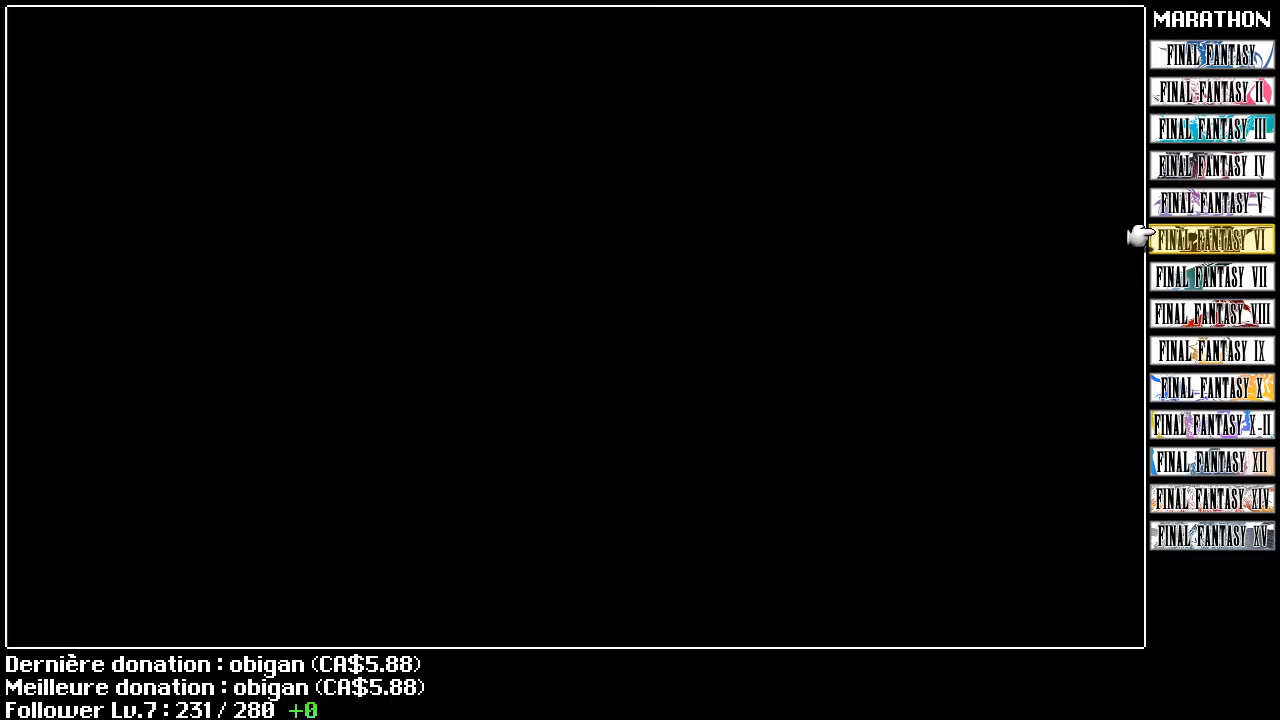 MARATHON
FINAL FANTASY
FINAL FANTASY II
FINAL FANTASY III
FINAL FANTASY IV
FINAL FANTASY V
FINAL FANTASY VI
FINAL FANTASY VII
FINAL FANTASY VIII
FINAL FANTASY IX
FINAL FANTASY X
FINAL FANTASY X-II
FINAL FANTASY XII
FINAL FANTASY XIV
FINAL FANTASY XV
Dernière donation : obigan (CA$5.88)
Meilleure donation : obigan (CA$5.88)
Follower Lv.7 : 231 / 280 +0